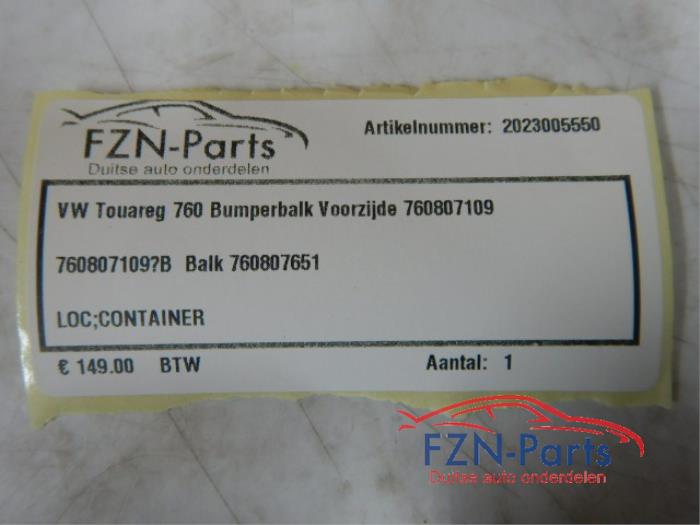 FZN-Parts
Duitse auto onderdelen
Artikelnummer: 2023005550
VW Touareg 760 Bumperbalk Voorzijde 760807109
760807109?B Balk 760807651
LOC;CONTAINER
€ 149.00 BTW
Aantal: 1
FZN-Parts
Duitse auto onderdelen